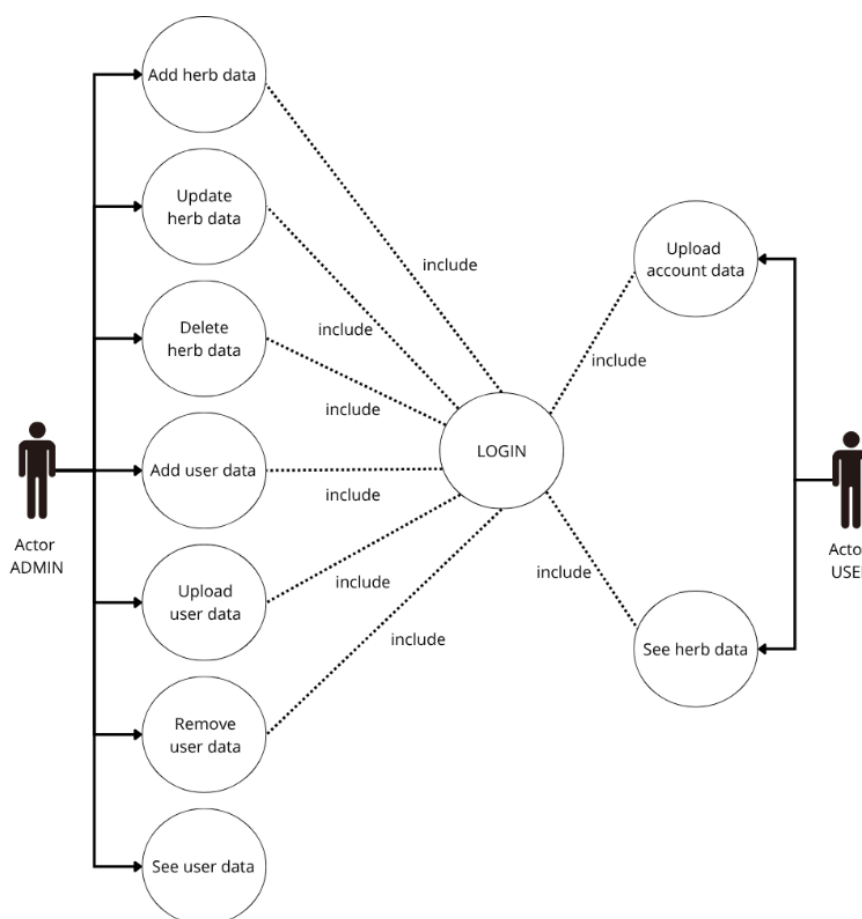 Add herb data
Update
herb data
include
Upload
account data
Delete
herb data
include
include
include
LOGIN
Add user data
include
Actor
ADMIN
Upload
user data
include
include
Acto
USE
include
See herb data
Remove
user data
See user data